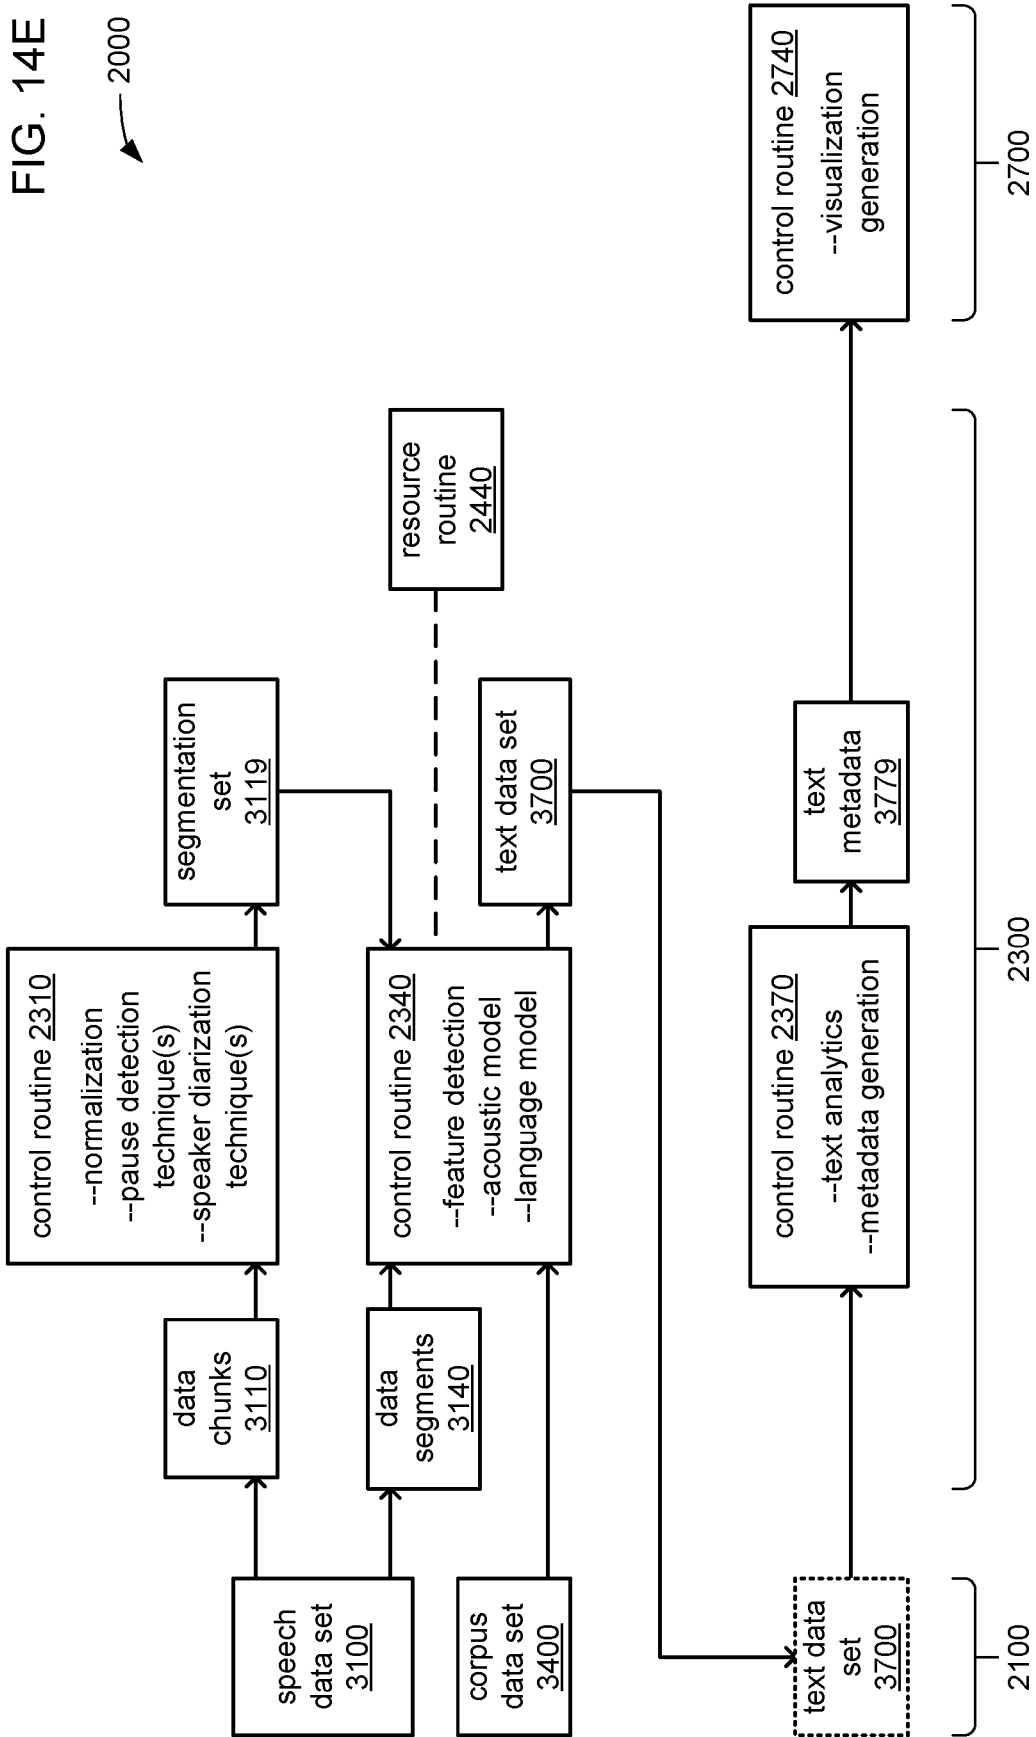 FIG. 14E
2000
speech
data set
3100
data
chunks
3110
control routine 2310
--normalization
--pause detection
technique(s)
--speaker diarization
technique(s)
segmentation
set
3119
corpus
data set
3400
data
segments
3140
control routine 2340
--feature detection
--acoustic model
--language model
resource
routine
2440
text data set
3700
text data
set
3700
control routine 2370
--text analytics
--metadata generation
text
metadata
3779
control routine 2740
--visualization
generation
2100
2300
2700